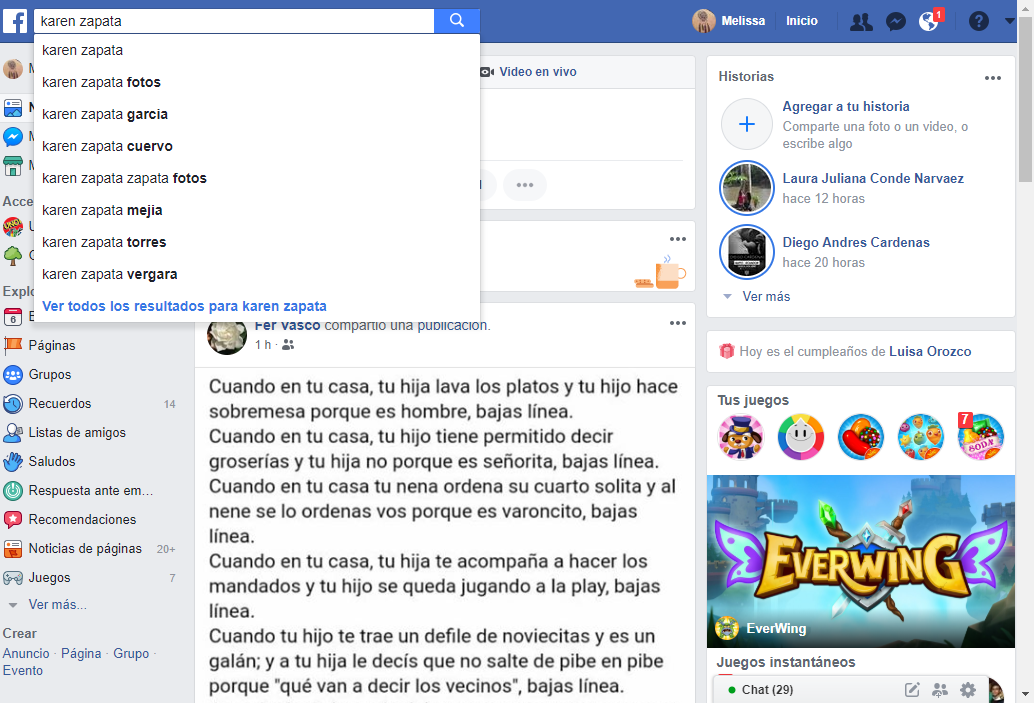 karen zapata
Melissa
Inicio
1
karen zapata
karen zapata fotos
karen zapata garcia
karen zapata cuervo
karen zapata zapata fotos
karen zapata mejia
karen zapata torres
karen zapata vergara
Ver todos los resultados para karen zapata
Acce
Explo
6
Páginas
Grupos
Recuerdos 14
Listas de amigos
Saludos
Respuesta ante em...
Recomendaciones
Noticias de páginas 20+
Juegos 7
Ver más...
Crear
Anuncio · Página · Grupo ·
Evento
Video en vivo
Fer Vasco compartió una publicación.
1 h ·
Cuando en tu casa, tu hija lava los platos y tu hijo hace
sobremesa porque es hombre, bajas línea.
Cuando en tu casa, tu hijo tiene permitido decir
groserías y tu hija no porque es señorita, bajas línea.
Cuando en tu casa tu nena ordena su cuarto solita y al
nene se lo ordenas vos porque es varoncito, bajas
línea.
Cuando en tu casa, tu hija te acompaña a hacer los
mandados y tu hijo se queda jugando a la play, bajas
línea.
Cuando tu hijo te trae un defile de noviecitas y es un
galán; y a tu hija le decís que no salte de pibe en pibe
porque "qué van a decir los vecinos", bajas línea.
Historias
Agregar a tu historia
Comparte una foto o un video, o
escribe algo
Laura Juliana Conde Narvaez
hace 12 horas
Diego Andres Cardenas
hace 20 horas
Ver más
Hoy es el cumpleaños de Luisa Orozco
Tus juegos
7
SODA
EVERWING
EverWing
Juegos instantáneos
Chat (29)